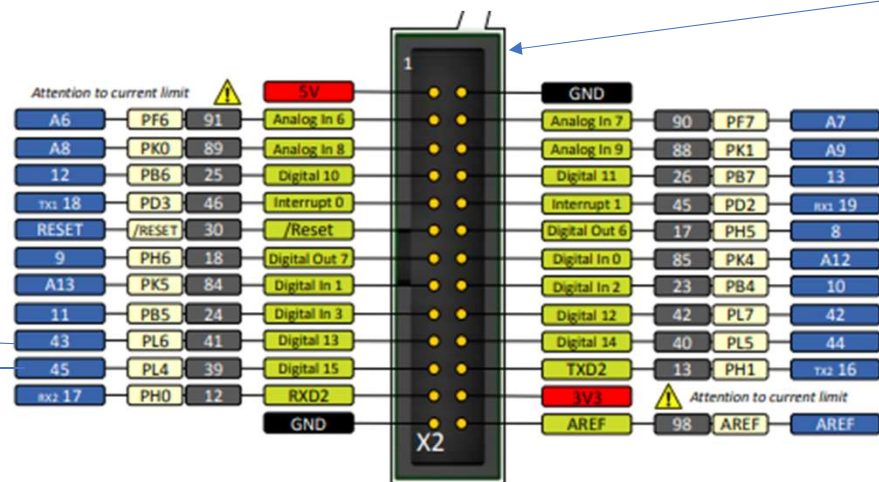 1
5V GND
Attention to current limit
A6 PF6 91 Analog In 6 Analog In 7 90 PF7 A7
A8 PK0 89 Analog In 8 Analog In 9 88 PK1 A9
12 PB6 25 Digital 10 Digital 11 26 PB7 13
TX1 18 PD3 46 Interrupt 0 Interrupt 1 45 PD2 RX1 19
RESET /RESET 30 /Reset Digital Out 6 17 PH5 8
9 PH6 18 Digital Out 7 Digital In 0 85 PK4 A12
A13 PK5 84 Digital In 1 Digital In 2 23 PB4 10
11 PB5 24 Digital In 3 Digital 12 42 PL7 42
43 PL6 41 Digital 13 Digital 14 40 PL5 44
45 PL4 39 Digital 15 TXD2 13 PH1 TX2 16
RX2 17 PH0 12 RXD2 3V3 Attention to current limit
GND AREF 98 AREF AREF
X2